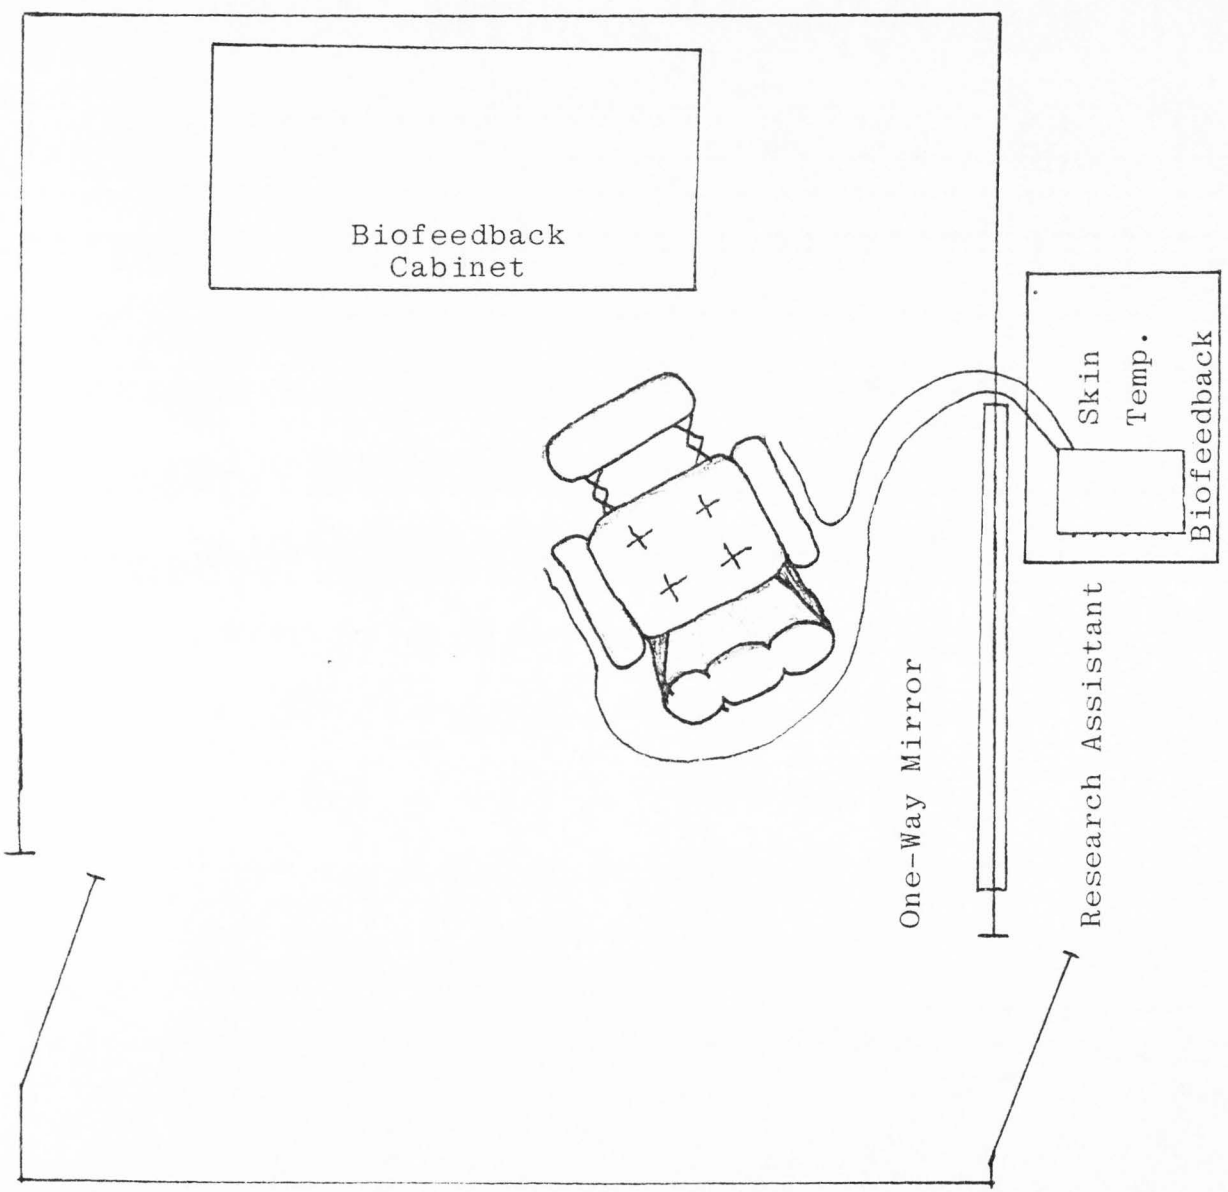 Biofeedback
Cabinet
Skin
Temp.
Biofeedback
One-Way Mirror
Research Assistant